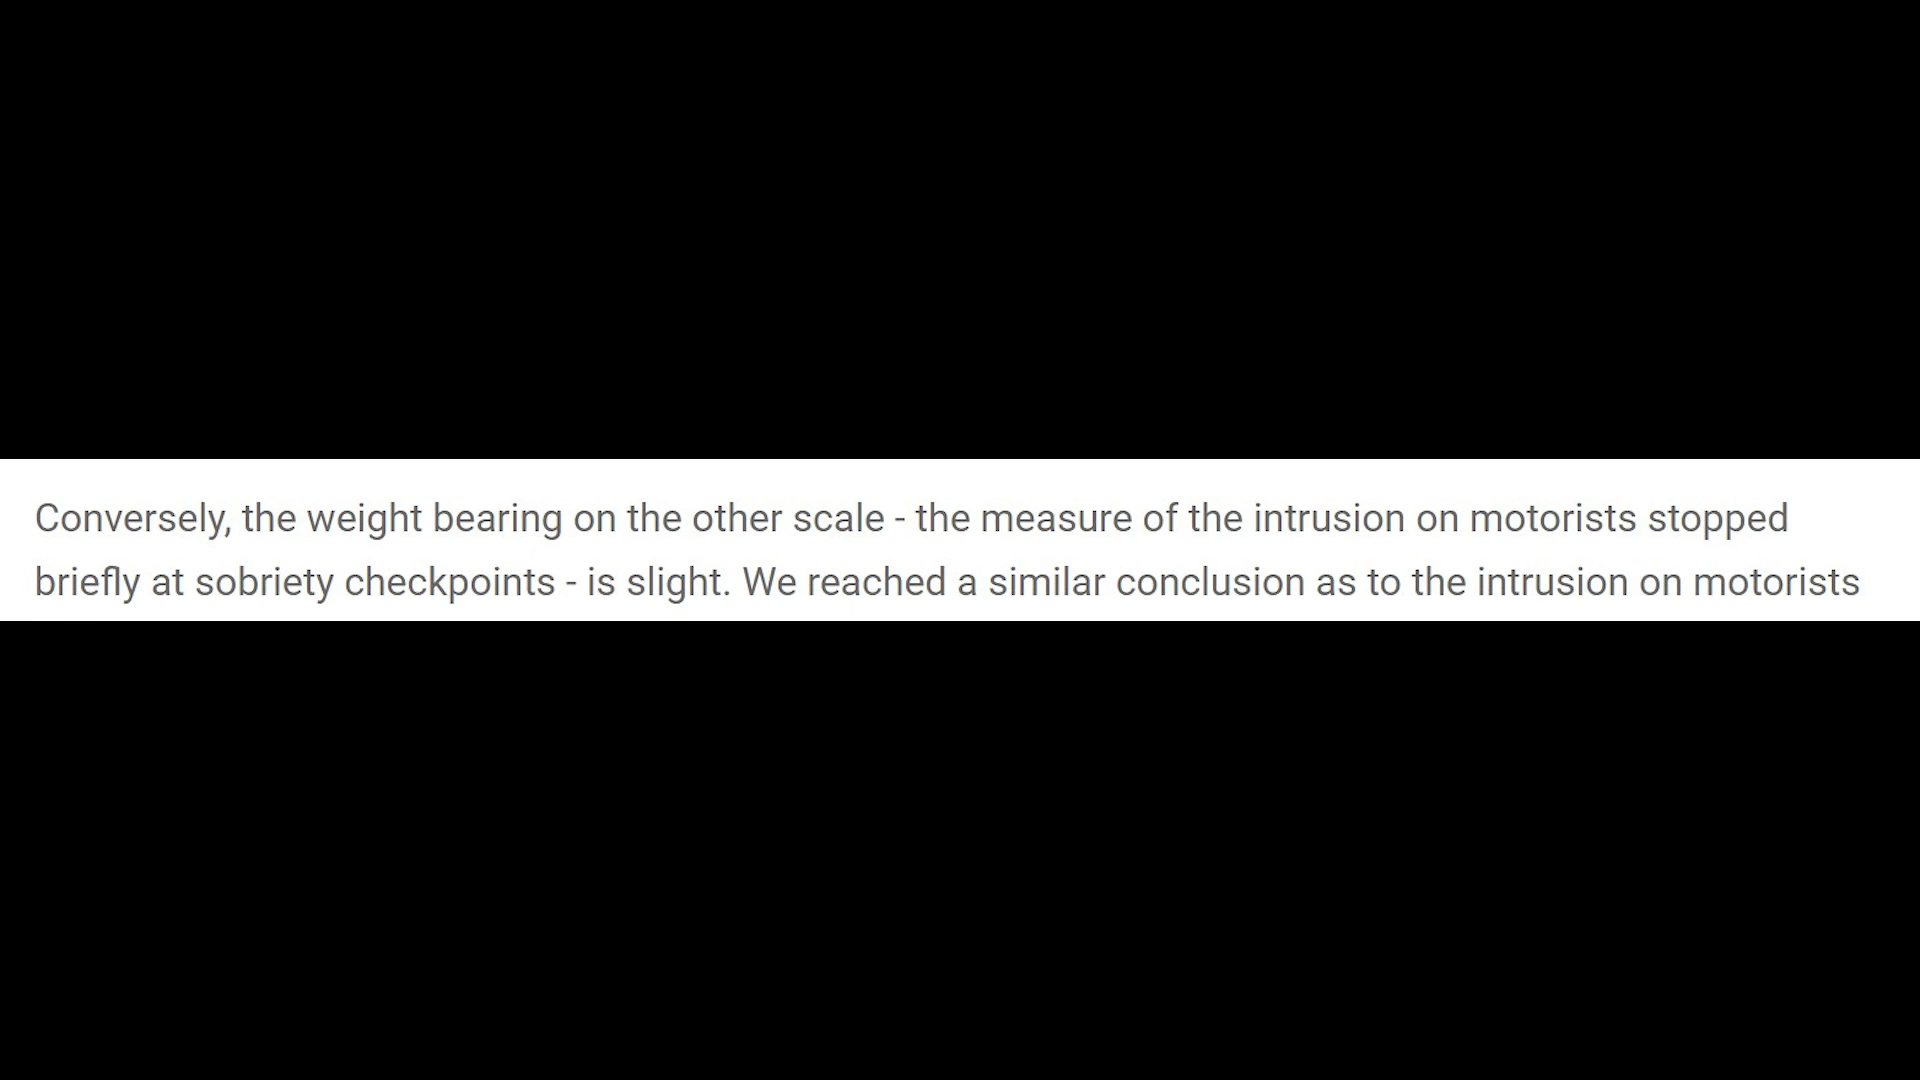 Conversely, the weight bearing on the other scale - the measure of the intrusion on motorists stopped
briefly at sobriety checkpoints - is slight. We reached a similar conclusion as to the intrusion on motorists